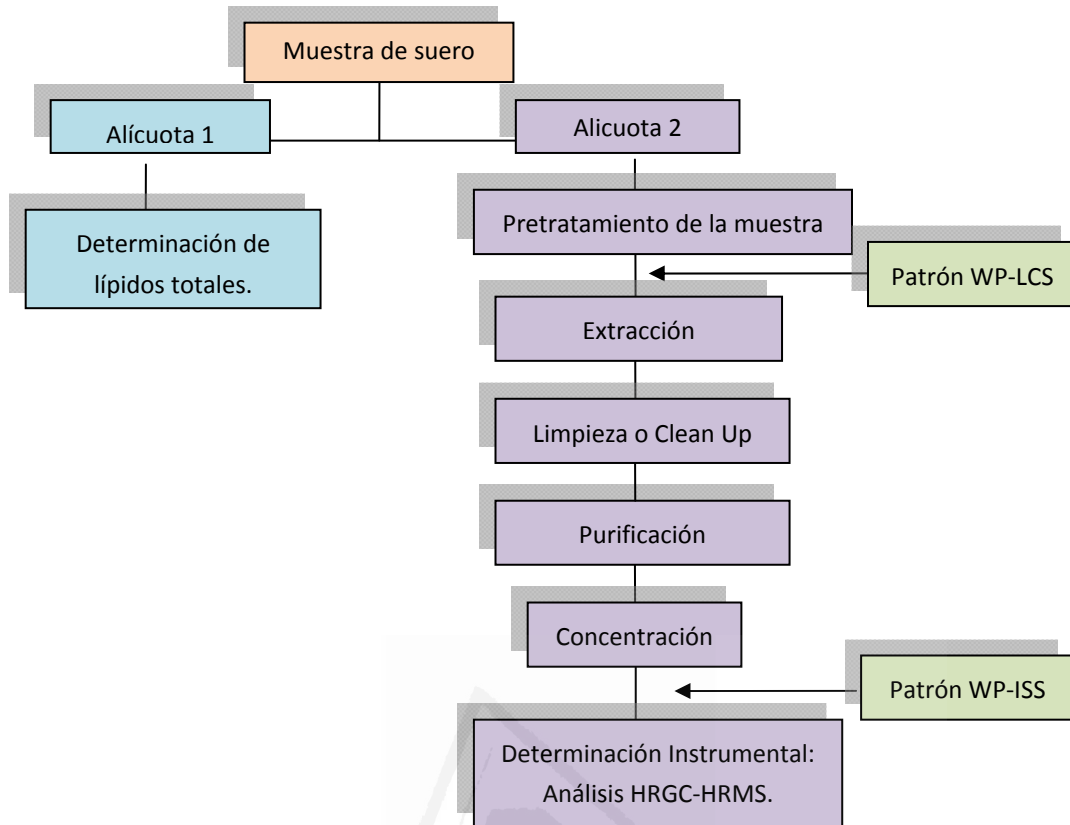 Muestra de suero
Alícuota 1
Alicuota 2
Determinación de
lípidos totales.
Pretratamiento de la muestra
Patrón WP-LCS
Extracción
Limpieza o Clean Up
Purificación
Concentración
Patrón WP-ISS
Determinación Instrumental:
Análisis HRGC-HRMS.